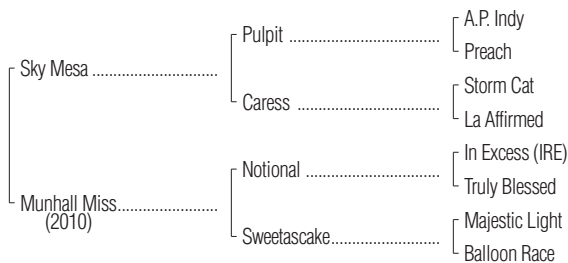 A.P. Indy
Pulpit
Preach
Sky Mesa
Storm Cat
Caress
La Affirmed
In Excess (IRE)
Notional
Truly Blessed
Munhall Miss
(2010)
Majestic Light
Sweetascake
Balloon Race